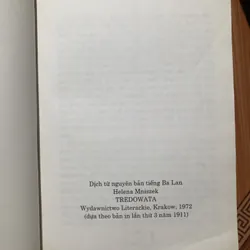 Dịch từ nguyên bản tiếng Ba Lan
Helena Mniszek
TREDOWATA
Wydawnictwo Literackie, Krakow, 1972
(dựa theo bản in lần thứ 3 năm 1911)